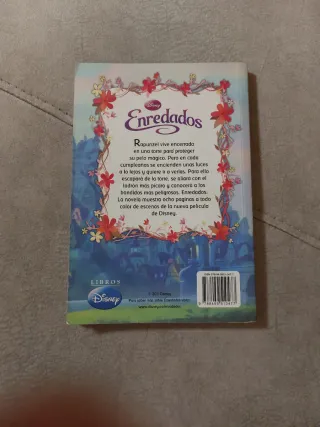 Disney
Enredados
Rapunzel vive encerrada
en una torre para proteger
su pelo mágico. Pero en cada
cumpleaños se encienden unas luces
a lo lejos y quiere ir a verlas. Para ello
escapará de la torre, se aliará con el
ladrón más pícaro y conocerá a los
bandidos más peligrosos. Enredados:
La novela muestra ocho páginas a todo
color de escenas de la nueva película
de Disney.
LIBROS
Disney